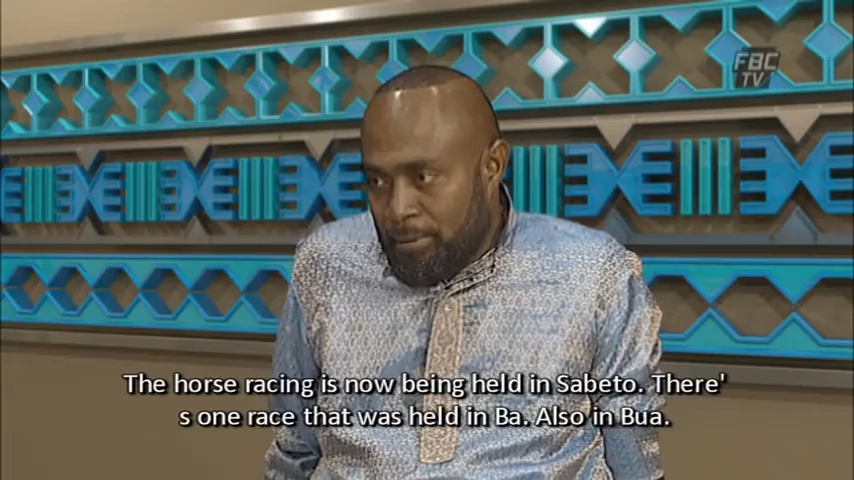 FBC
TV
The horse racing is now being held in Sabeto. There'
s one race that was held in Ba. Also in Bua.